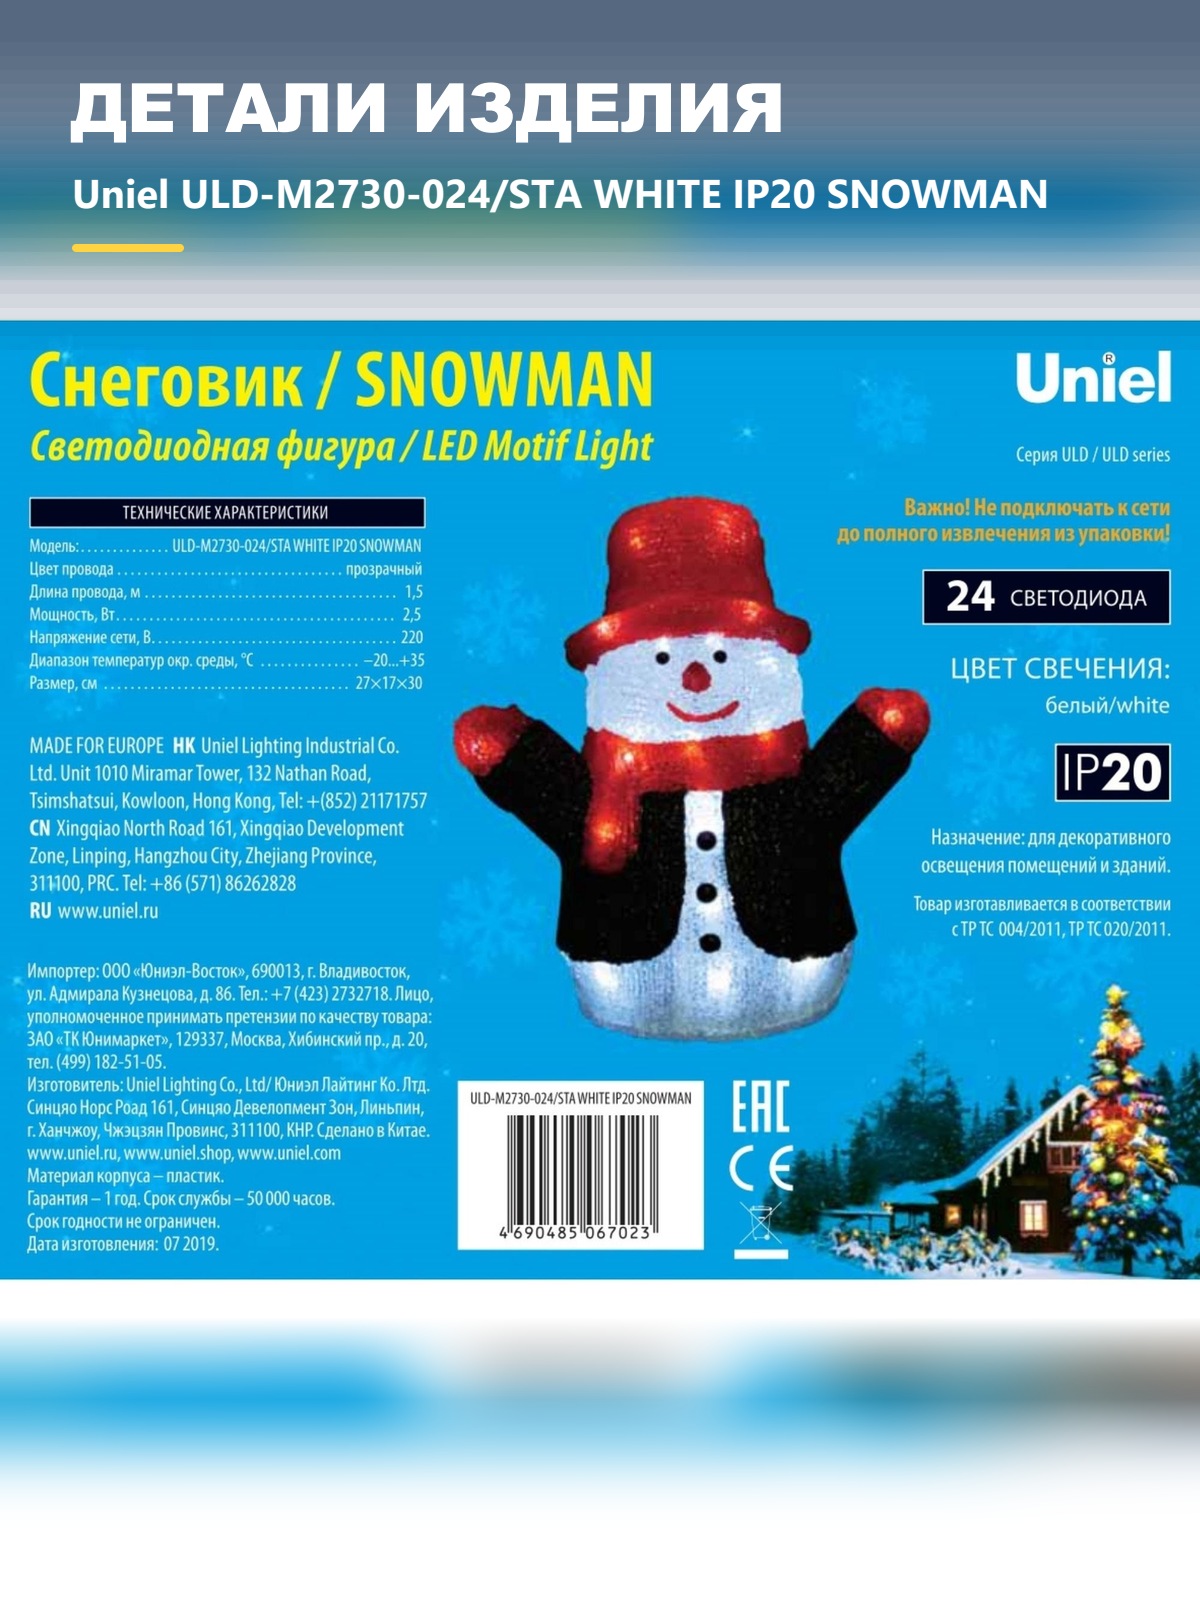 ДЕТАЛИ ИЗДЕЛИЯ
Uniel ULD-M2730-024/STA WHITE IP20 SNOWMAN
Снеговик / SNOWMAN
Светодиодная фигура / LED Motif Light
Uniel ®
Серия ULD / ULD series
ТЕХНИЧЕСКИЕ ХАРАКТЕРИСТИКИ
Модель: ULD-M2730-024/STA WHITE IP20 SNOWMAN
Цвет провода прозрачный
Длина провода, м 1,5
Мощность, Вт 2,5
Напряжение сети, В 220
Диапазон температур окр. среды, °C −20...+35
Размер, см 27×17×30
MADE FOR EUROPE HK Uniel Lighting Industrial Co.
Ltd. Unit 1010 Miramar Tower, 132 Nathan Road,
Tsimshatsui, Kowloon, Hong Kong, Tel: +(852) 21171757
CN Xingqiao North Road 161, Xingqiao Development
Zone, Linping, Hangzhou City, Zhejiang Province,
311100, PRC. Tel: +86 (571) 86262828
RU www.uniel.ru
Импортер: ООО «Юниэл-Восток», 690013, г. Владивосток,
ул. Адмирала Кузнецова, д. 86. Тел.: +7 (423) 2732718. Лицо,
уполномоченное принимать претензии по качеству товара:
ЗАО «ТК Юнимаркет», 129337, Москва, Хибинский пр., д. 20,
тел. (499) 182-51-05.
Изготовитель: Uniel Lighting Co., Ltd/ Юниэл Лайтинг Ко. Лтд.
Синцяо Норс Роад 161, Синцяо Девелопмент Зон, Линьпин,
г. Ханчжоу, Чжэцзян Провинс, 311100, КНР. Сделано в Китае.
www.uniel.ru, www.uniel.shop, www.uniel.com
Материал корпуса – пластик.
Гарантия – 1 год. Срок службы – 50 000 часов.
Срок годности не ограничен.
Дата изготовления: 07 2019.
Важно! Не подключать к сети
до полного извлечения из упаковки!
24 СВЕТОДИОДА
ЦВЕТ СВЕЧЕНИЯ:
белый/white
IP20
Назначение: для декоративного
освещения помещений и зданий.
Товар изготавливается в соответствии
с ТР ТС 004/2011, ТР ТС 020/2011.
ULD-M2730-024/STA WHITE IP20 SNOWMAN
4 690485 067023
EAC
CE